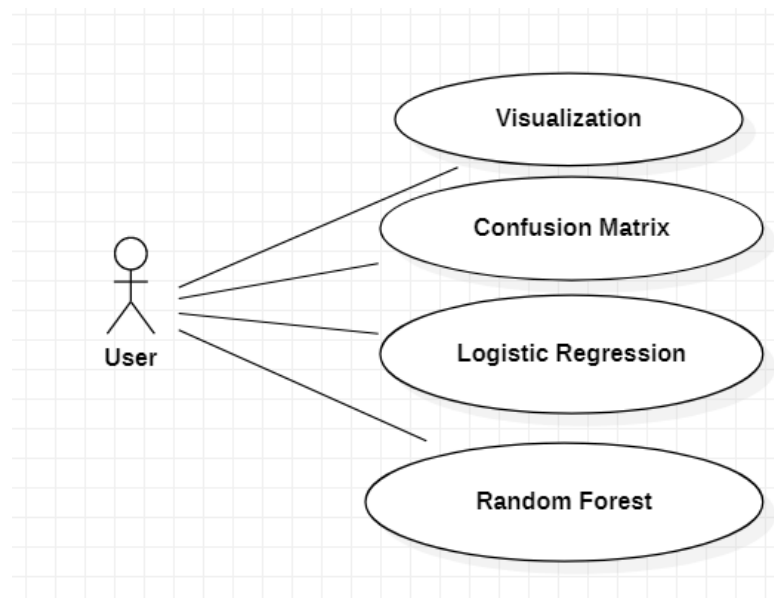 Visualization
Confusion Matrix
Logistic Regression
User
Random Forest